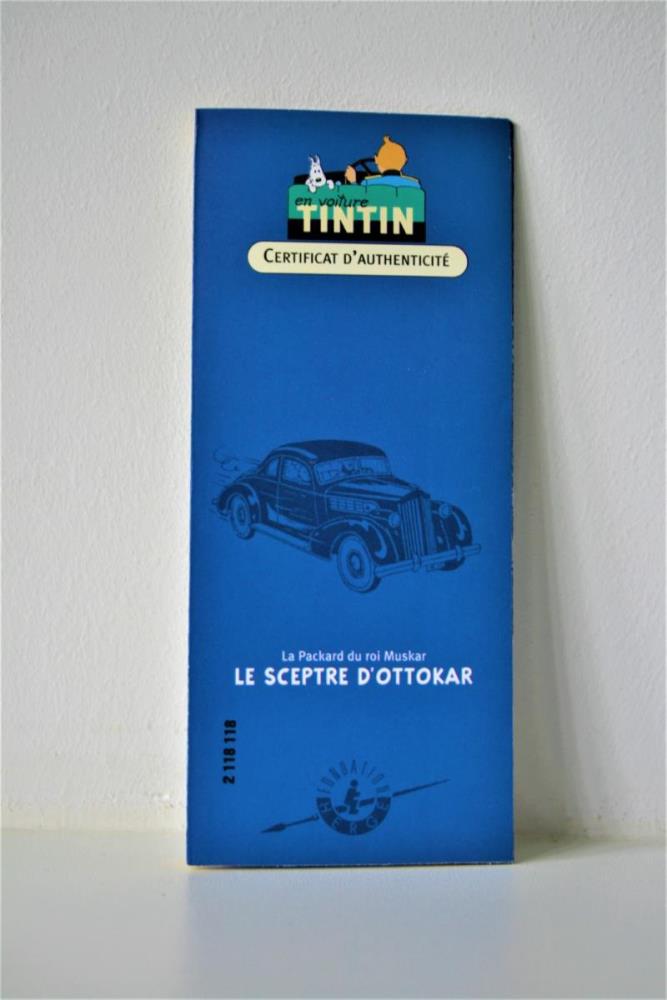 en voiture
TINTIN
CERTIFICAT D'AUTHENTICITÉ
La Packard du roi Muskar
LE SCEPTRE D'OTTOKAR
2 118 118
FONDATION
HERGÉ